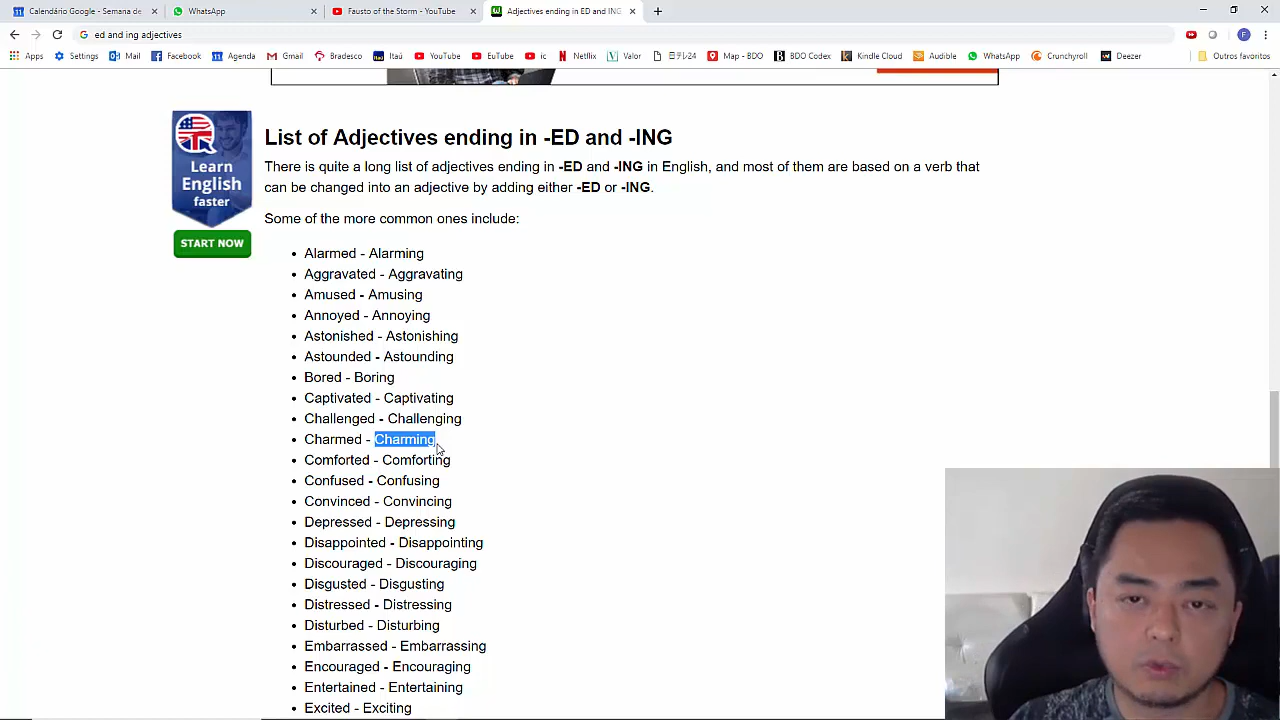 Calendário Google - Semana de
WhatsApp
Fausto of the Storm - YouTube
Adjectives ending in ED and ING
ed and ing adjectives
Apps
Settings
Mail
Facebook
Agenda
Gmail
Bradesco
Itaú
YouTube
EuTube
ic
Netflix
Valor
Map - BDO
BDO Codex
Kindle Cloud
Audible
WhatsApp
Crunchyroll
Deezer
Outros favoritos
Learn
English
faster
START NOW
List of Adjectives ending in -ED and -ING
There is quite a long list of adjectives ending in -ED and -ING in English, and most of them are based on a verb that
can be changed into an adjective by adding either -ED or -ING.
Some of the more common ones include:
• Alarmed - Alarming
• Aggravated - Aggravating
• Amused - Amusing
• Annoyed - Annoying
• Astonished - Astonishing
• Astounded - Astounding
• Bored - Boring
• Captivated - Captivating
• Challenged - Challenging
• Charmed - Charming
• Comforted - Comforting
• Confused - Confusing
• Convinced - Convincing
• Depressed - Depressing
• Disappointed - Disappointing
• Discouraged - Discouraging
• Disgusted - Disgusting
• Distressed - Distressing
• Disturbed - Disturbing
• Embarrassed - Embarrassing
• Encouraged - Encouraging
• Entertained - Entertaining
• Excited - Exciting